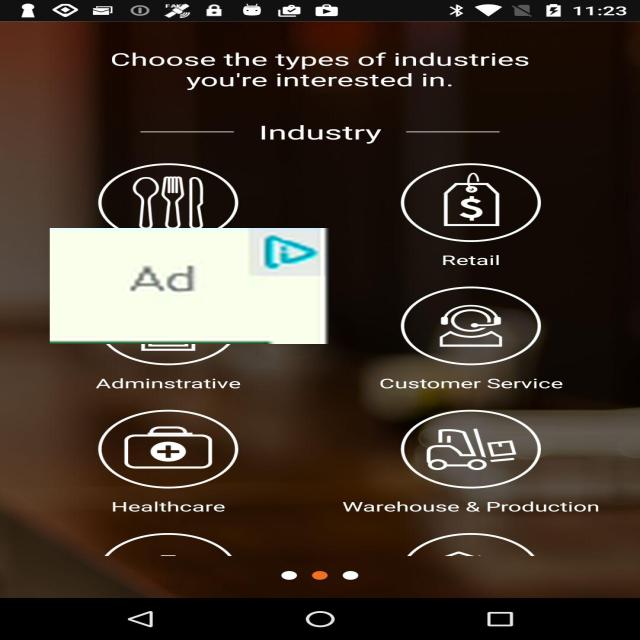 11:23
Choose the types of industries
you're interested in.
Industry
$
Ad
Retail
Adminstrative
Customer Service
Healthcare
Warehouse & Production